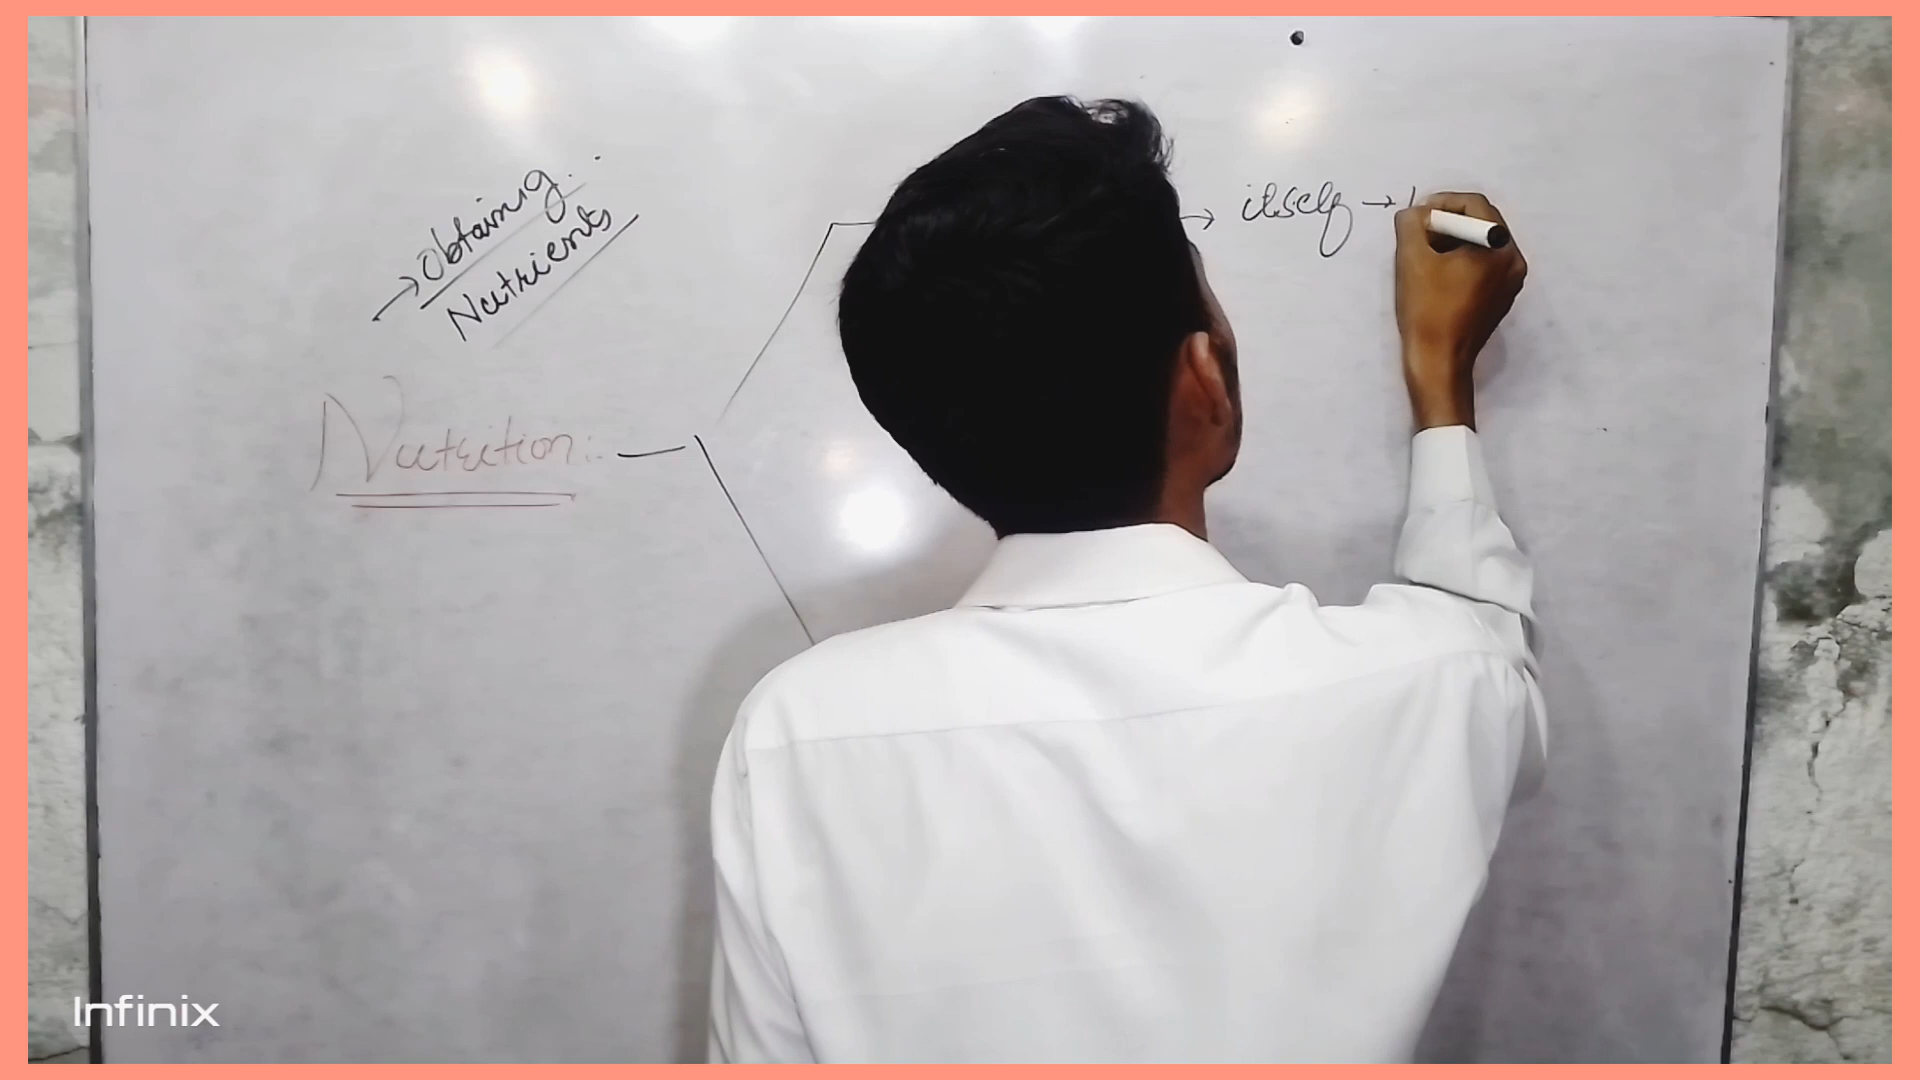 → Obtaining
Nutrients
→ itself →
Nutrition:-
Infinix